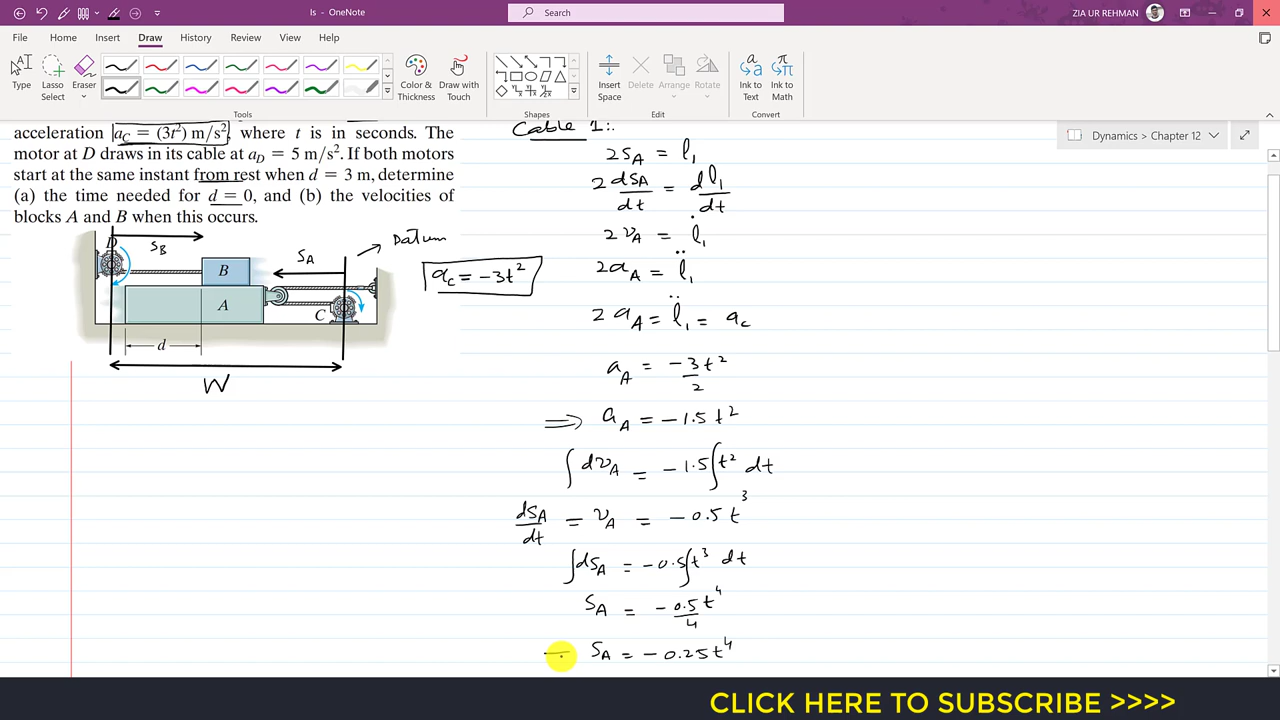 ls - OneNote
Search
ZIA UR REHMAN
File Home Insert Draw History Review View Help
Type
Lasso Select
Eraser
Color & Thickness
Draw with Touch
Shapes
Insert Space
Delete
Arrange
Rotate
Ink to Text
Ink to Math
Tools
Shapes
Edit
Convert
Dynamics > Chapter 12
acceleration a_C = (3t²) m/s², where t is in seconds. The
motor at D draws in its cable at a_D = 5 m/s². If both motors
start at the same instant from rest when d = 3 m, determine
(a) the time needed for d = 0, and (b) the velocities of
blocks A and B when this occurs.
D
S_B
S_A
Datum
B
A
C
d
W
a_C = -3t²
Cable 1:.
2S_A = l₁
2 dS_A/dt = dl₁/dt
2v_A = l̇₁
2a_A = l̈₁
2a_A = l̈₁ = a_c
a_A = -3t²/2
⇒ a_A = -1.5t²
∫dv_A = -1.5∫t² dt
dS_A/dt = v_A = -0.5t³
∫dS_A = -0.5∫t³ dt
S_A = -0.5t⁴/4
S_A = -0.25t⁴
CLICK HERE TO SUBSCRIBE >>>>